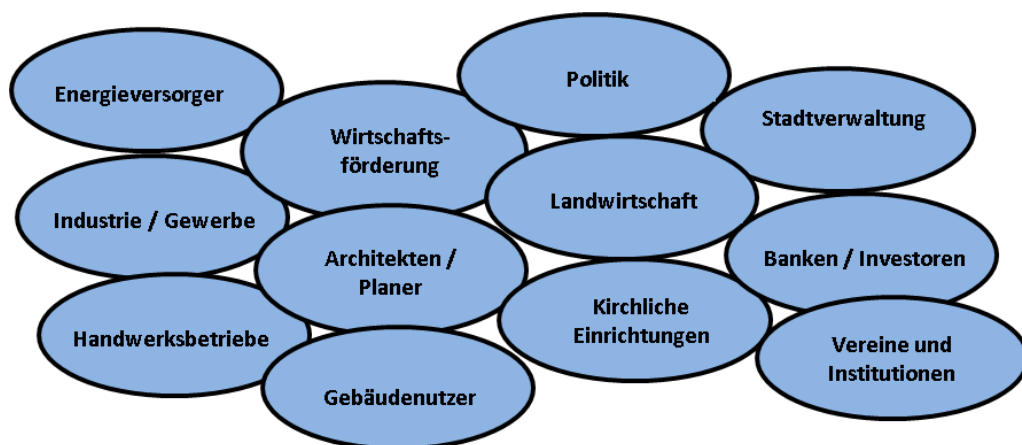 Energieversorger
Wirtschafts-
förderung
Politik
Stadtverwaltung
Industrie / Gewerbe
Architekten /
Planer
Landwirtschaft
Banken / Investoren
Handwerksbetriebe
Gebäudenutzer
Kirchliche
Einrichtungen
Vereine und
Institutionen